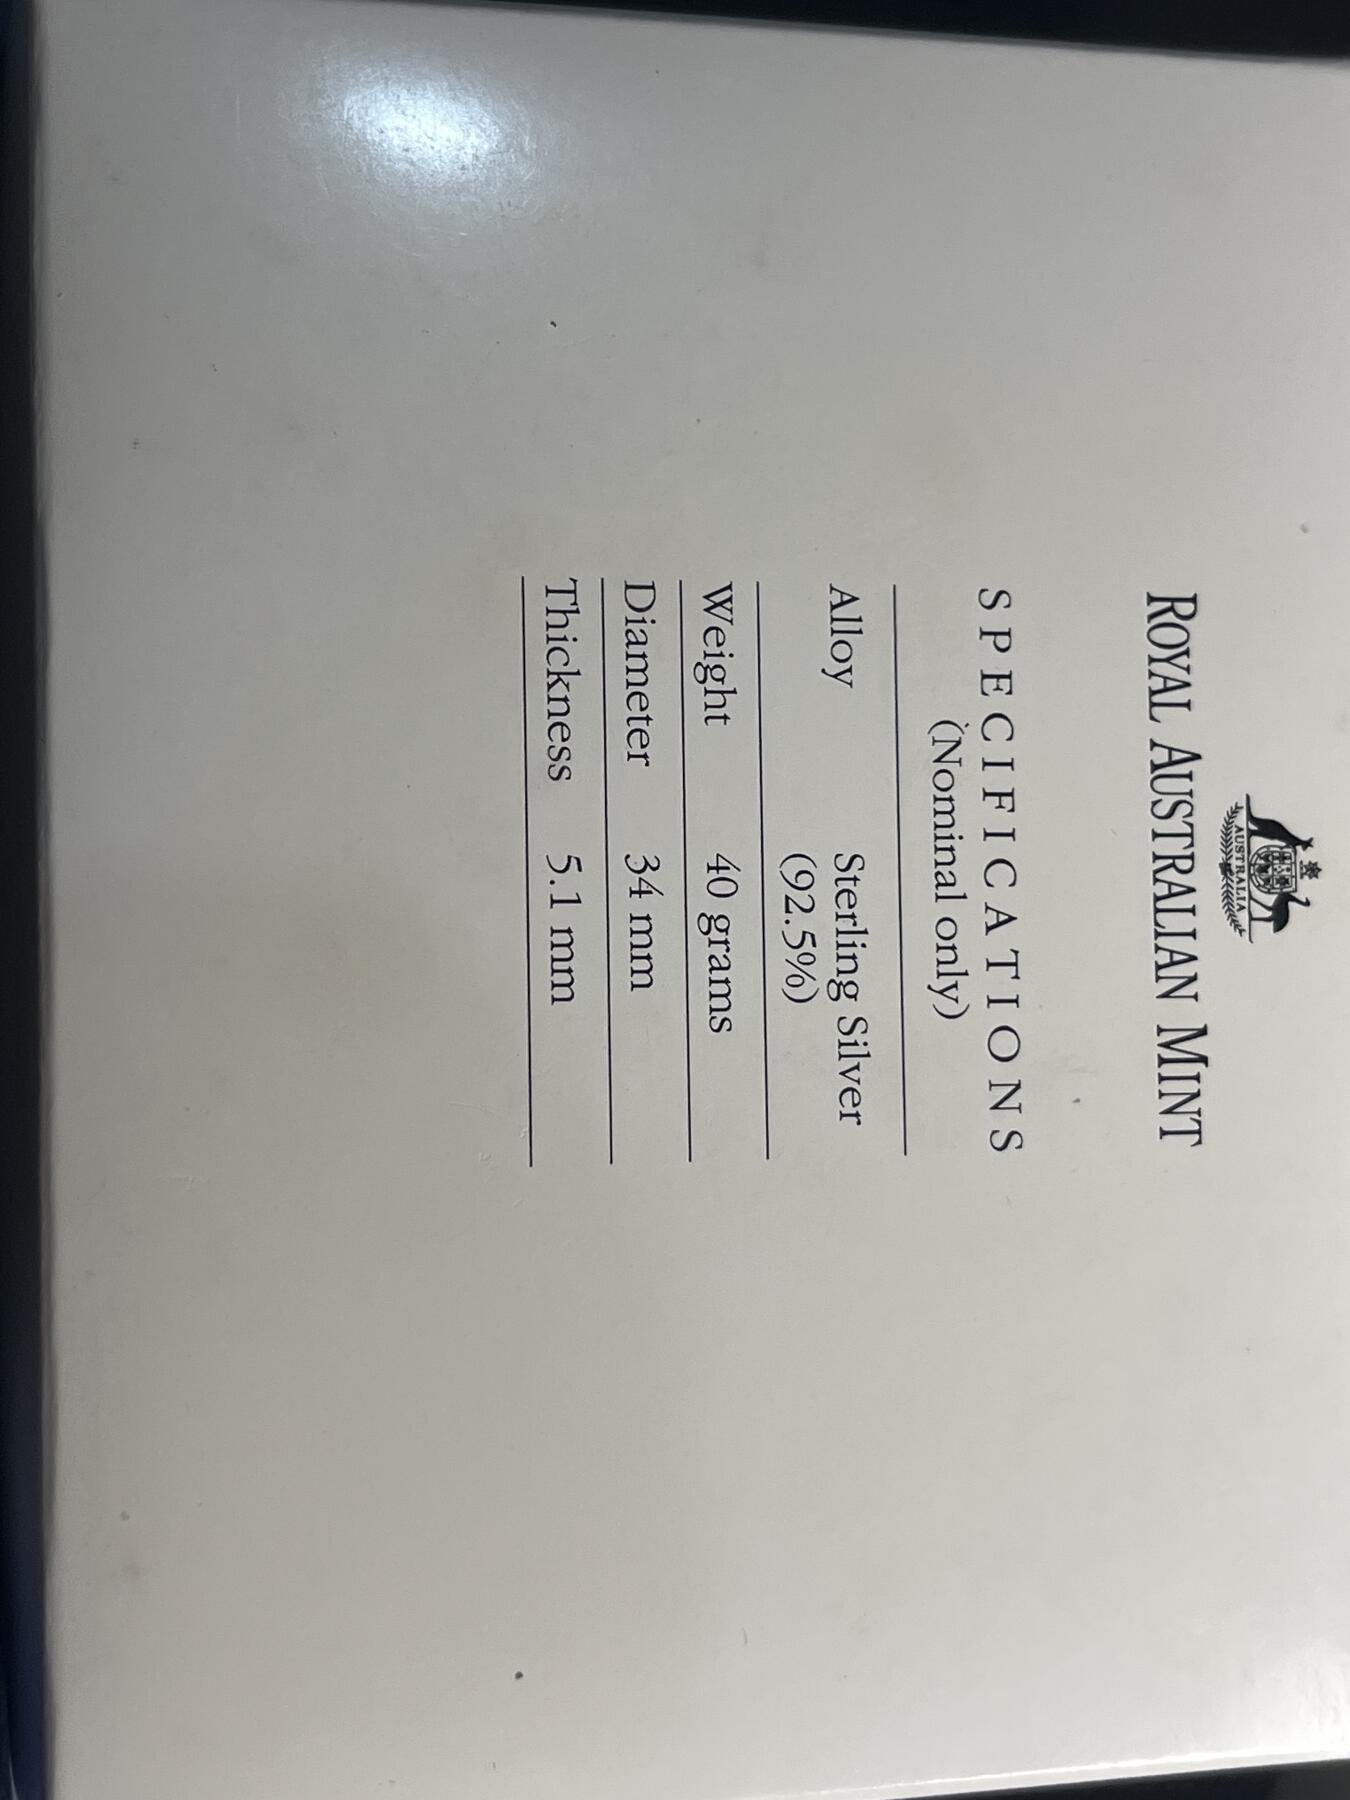 AUSTRALIA
ROYAL AUSTRALIAN MINT
SPECIFICATIONS
(Nominal only)
Alloy Sterling Silver
(92.5%)
Weight 40 grams
Diameter 34 mm
Thickness 5.1 mm